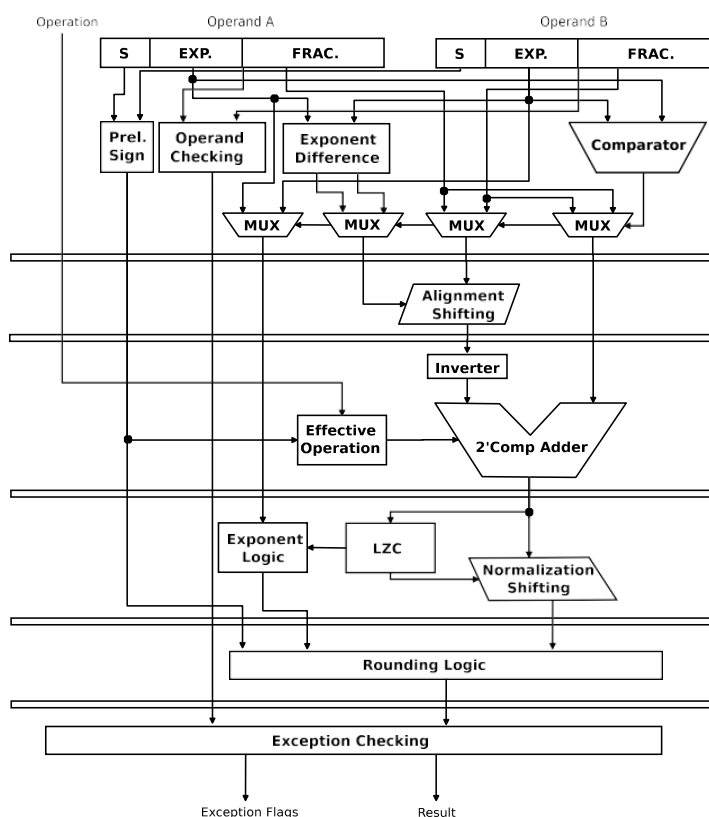 Operation
Operand A
Operand B
S
EXP.
FRAC.
S
EXP.
FRAC.
Prel.
Sign
Operand
Checking
Exponent
Difference
Comparator
MUX
MUX
MUX
MUX
Alignment
Shifting
Inverter
Effective
Operation
2'Comp Adder
Exponent
Logic
LZC
Normalization
Shifting
Rounding Logic
Exception Checking
Exception Flags
Result